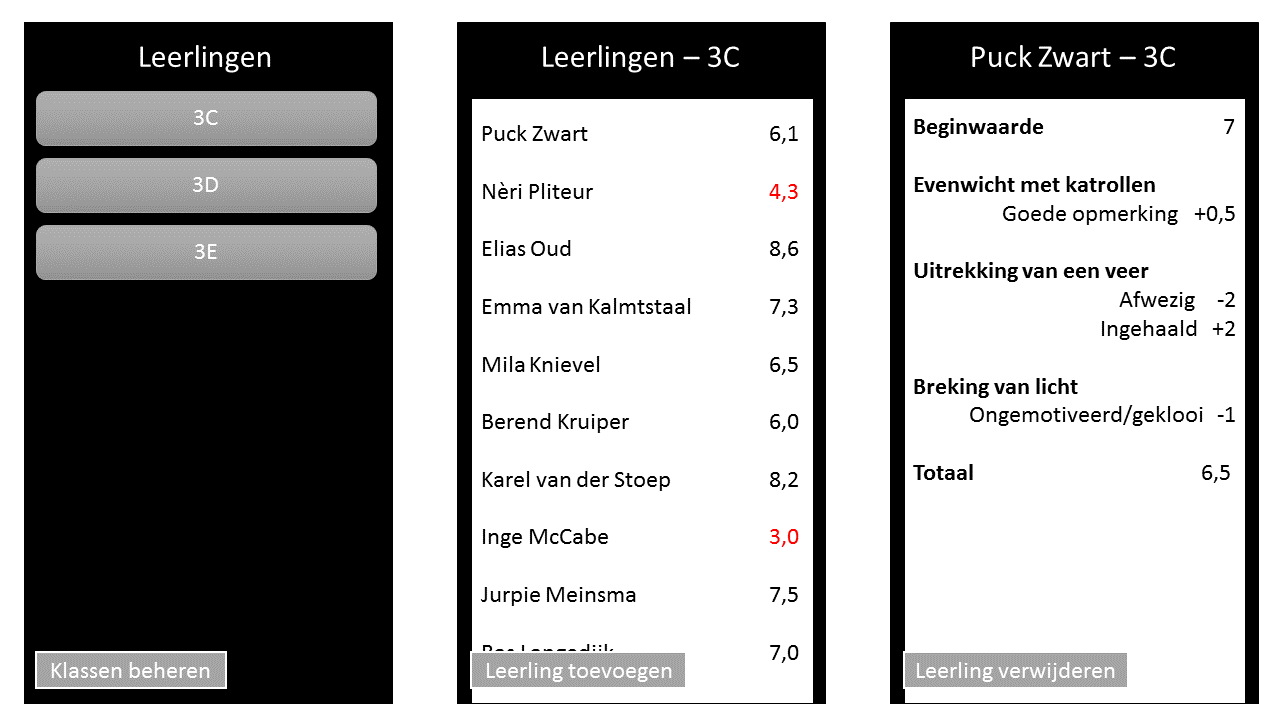 Leerlingen
3C
3D
3E
Klassen beheren
Leerlingen – 3C
Puck Zwart 6,1
Nèri Pliteur 4,3
Elias Oud 8,6
Emma van Kalmtstaal 7,3
Mila Knievel 6,5
Berend Kruiper 6,0
Karel van der Stoep 8,2
Inge McCabe 3,0
Jurpie Meinsma 7,5
7,0
Leerling toevoegen
Puck Zwart – 3C
Beginwaarde 7
Evenwicht met katrollen
Goede opmerking +0,5
Uitrekking van een veer
Afwezig -2
Ingehaald +2
Breking van licht
Ongemotiveerd/geklooi -1
Totaal 6,5
Leerling verwijderen